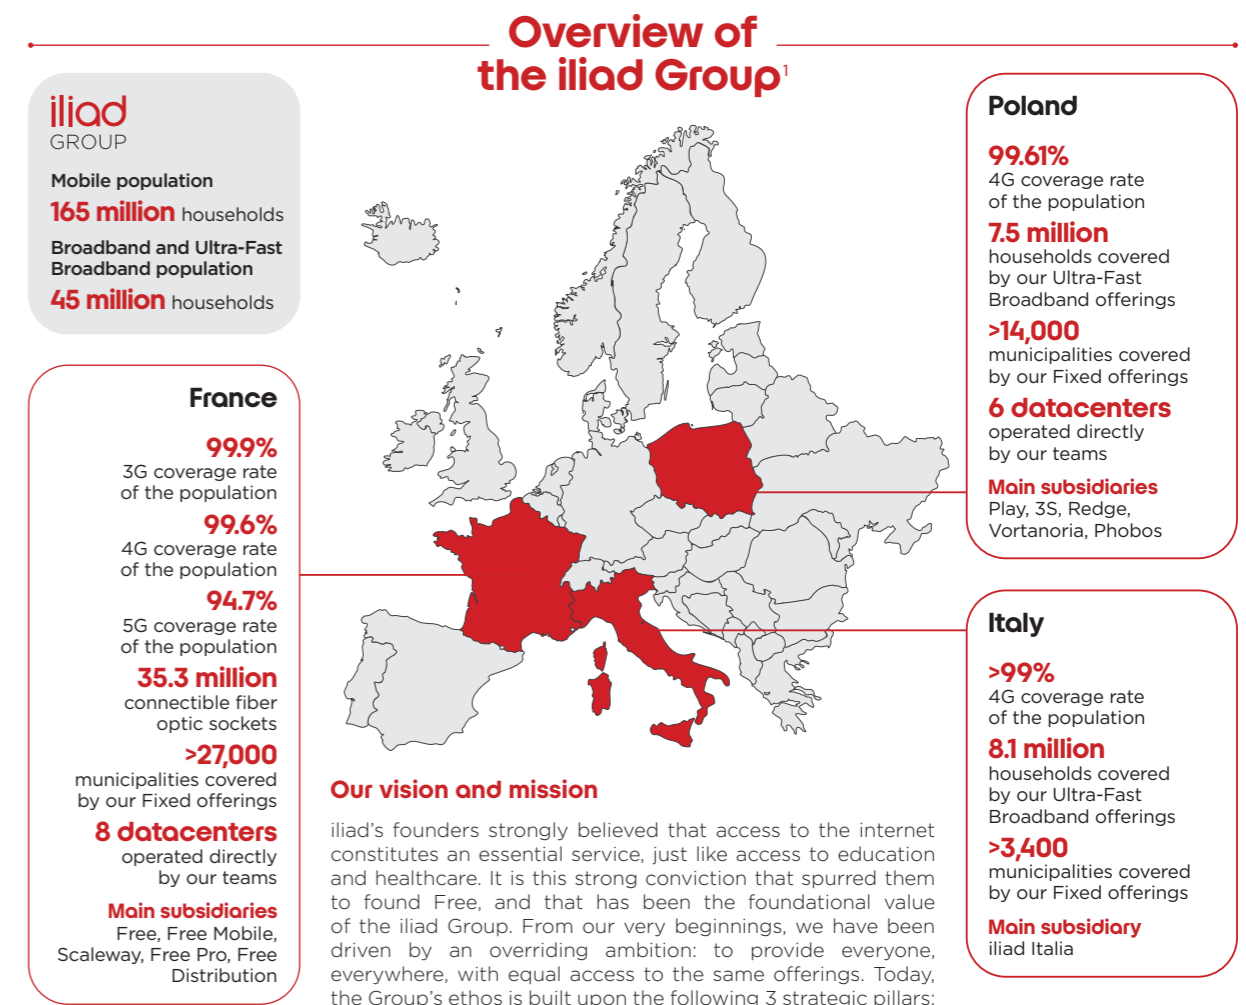 Overview of
the iliad Group¹
iliad
GROUP
Mobile population
165 million households
Broadband and Ultra-Fast
Broadband population
45 million households
France
99.9%
3G coverage rate
of the population
99.6%
4G coverage rate
of the population
94.7%
5G coverage rate
of the population
35.3 million
connectible fiber
optic sockets
>27,000
municipalities covered
by our Fixed offerings
8 datacenters
operated directly
by our teams
Main subsidiaries
Free, Free Mobile,
Scaleway, Free Pro, Free
Distribution
Poland
99.61%
4G coverage rate
of the population
7.5 million
households covered
by our Ultra-Fast
Broadband offerings
>14,000
municipalities covered
by our Fixed offerings
6 datacenters
operated directly
by our teams
Main subsidiaries
Play, 3S, Redge,
Vortanoria, Phobos
Italy
>99%
4G coverage rate
of the population
8.1 million
households covered
by our Ultra-Fast
Broadband offerings
>3,400
municipalities covered
by our Fixed offerings
Main subsidiary
iliad Italia
Our vision and mission
iliad's founders strongly believed that access to the internet
constitutes an essential service, just like access to education
and healthcare. It is this strong conviction that spurred them
to found Free, and that has been the foundational value
of the iliad Group. From our very beginnings, we have been
driven by an overriding ambition: to provide everyone,
everywhere, with equal access to the same offerings. Today,
the Group's ethos is built upon the following 3 strategic pillars: